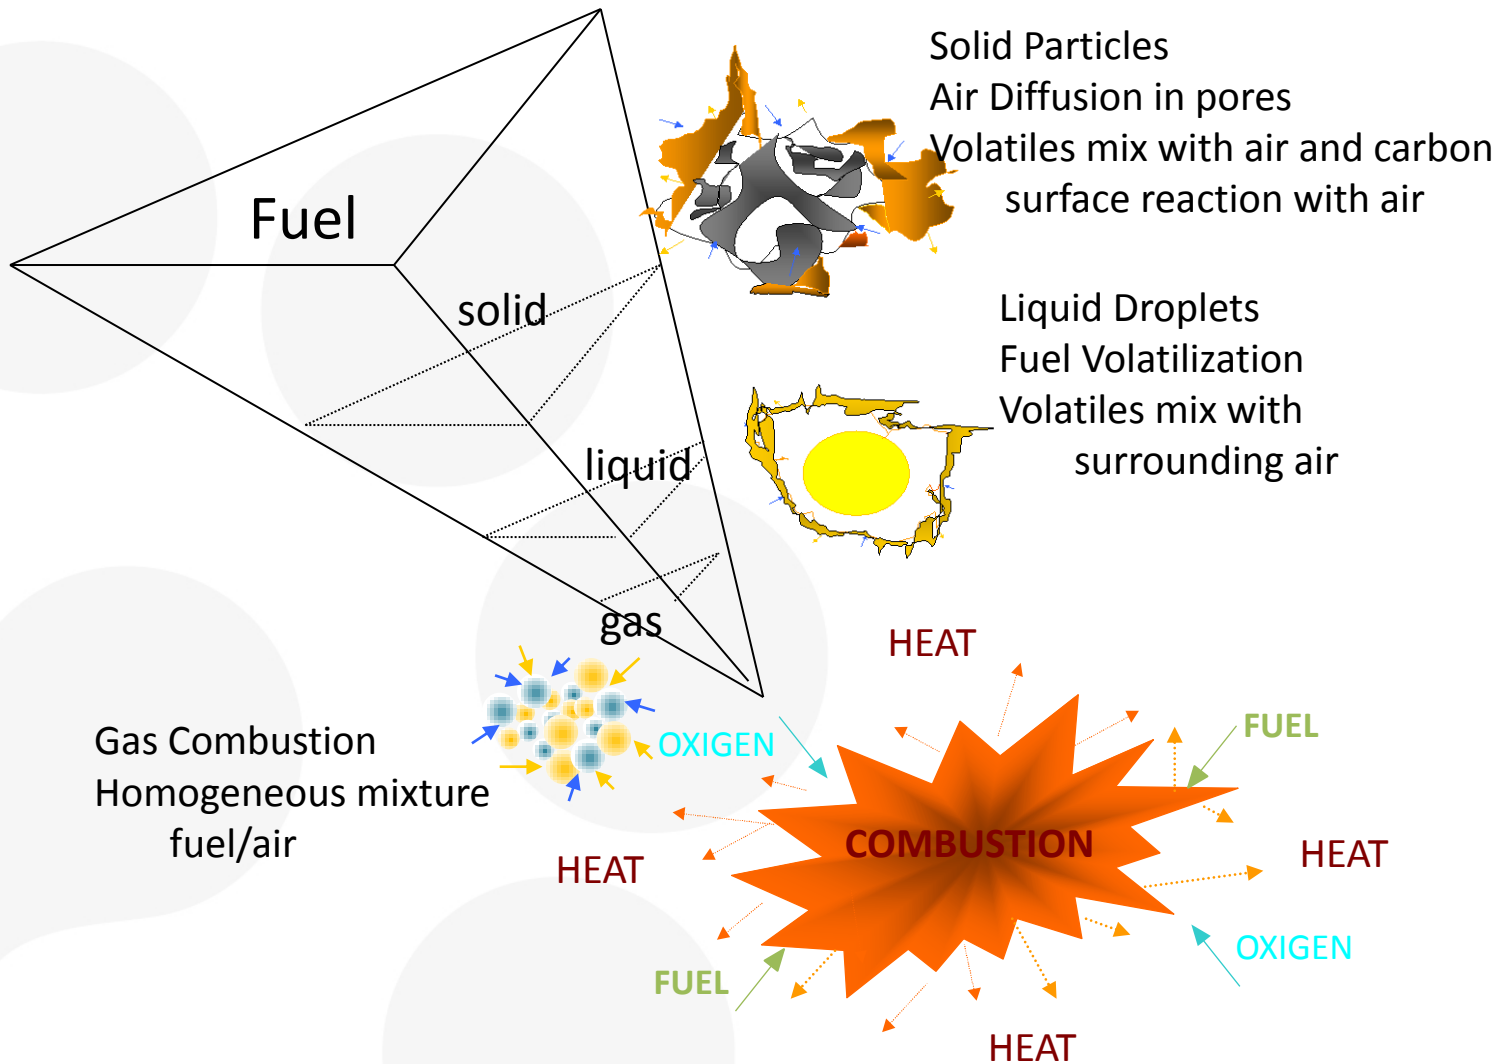 Solid Particles
Air Diffusion in pores
Volatiles mix with air and carbon
surface reaction with air
Fuel
solid
Liquid Droplets
Fuel Volatilization
Volatiles mix with
surrounding air
liquid
gas
HEAT
FUEL
OXIGEN
Gas Combustion
Homogeneous mixture
fuel/air
COMBUSTION
HEAT
HEAT
OXIGEN
FUEL
HEAT